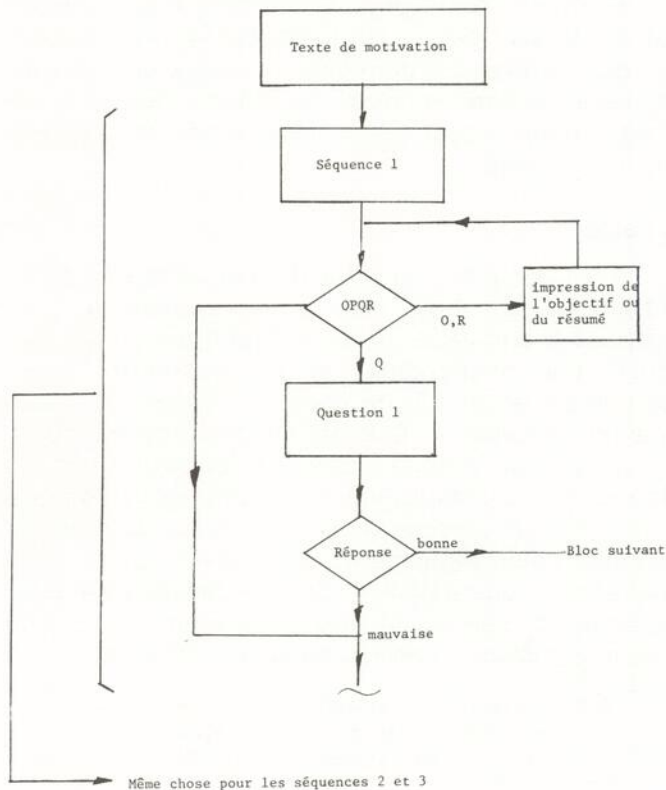 Texte de motivation
Séquence 1
OPQR
O,R
impression de
l'objectif ou
du résumé
Q
Question 1
Réponse
bonne
Bloc suivant
mauvaise
Même chose pour les séquences 2 et 3